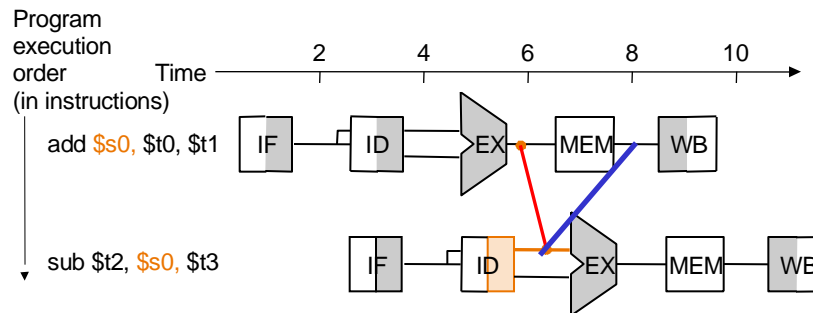 Program
execution
order
(in instructions)
Time
2 4 6 8 10
add $s0, $t0, $t1
IF ID EX MEM WB
sub $t2, $s0, $t3
IF ID EX MEM WB